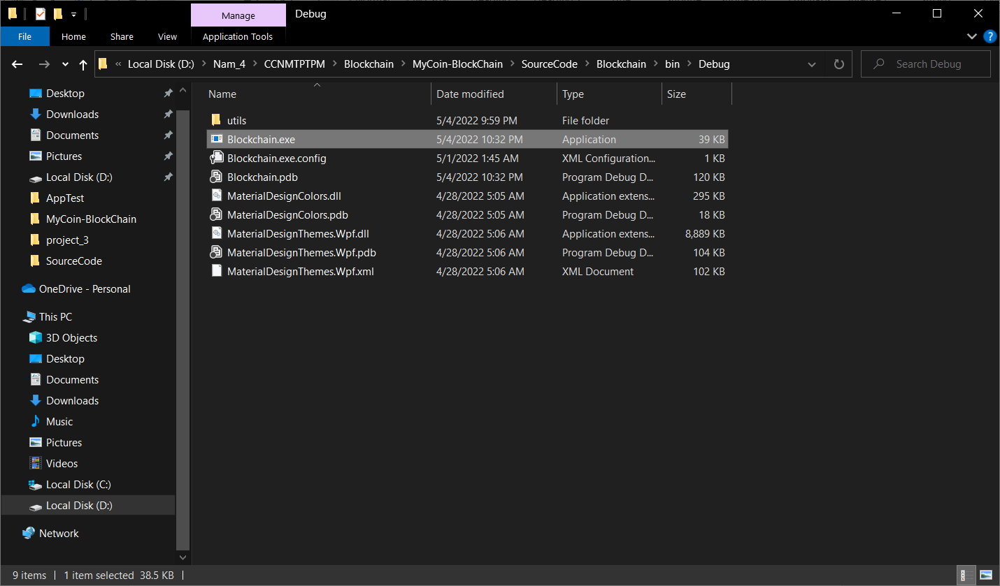 Manage Debug
File Home Share View Application Tools
« Local Disk (D:) Nam_4 CCNMTPTPM Blockchain MyCoin-BlockChain SourceCode Blockchain bin Debug Search Debug
Desktop
Downloads
Documents
Pictures
Local Disk (D:)
AppTest
MyCoin-BlockChain
project_3
SourceCode
OneDrive - Personal
This PC
3D Objects
Desktop
Documents
Downloads
Music
Pictures
Videos
Local Disk (C:)
Local Disk (D:)
Network
Name Date modified Type Size
utils 5/4/2022 9:59 PM File folder
Blockchain.exe 5/4/2022 10:32 PM Application 39 KB
Blockchain.exe.config 5/1/2022 1:45 AM XML Configuration... 1 KB
Blockchain.pdb 5/4/2022 10:32 PM Program Debug D... 120 KB
MaterialDesignColors.dll 4/28/2022 5:05 AM Application extens... 295 KB
MaterialDesignColors.pdb 4/28/2022 5:05 AM Program Debug D... 18 KB
MaterialDesignThemes.Wpf.dll 4/28/2022 5:06 AM Application extens... 8,889 KB
MaterialDesignThemes.Wpf.pdb 4/28/2022 5:06 AM Program Debug D... 104 KB
MaterialDesignThemes.Wpf.xml 4/28/2022 5:06 AM XML Document 102 KB
9 items 1 item selected 38.5 KB